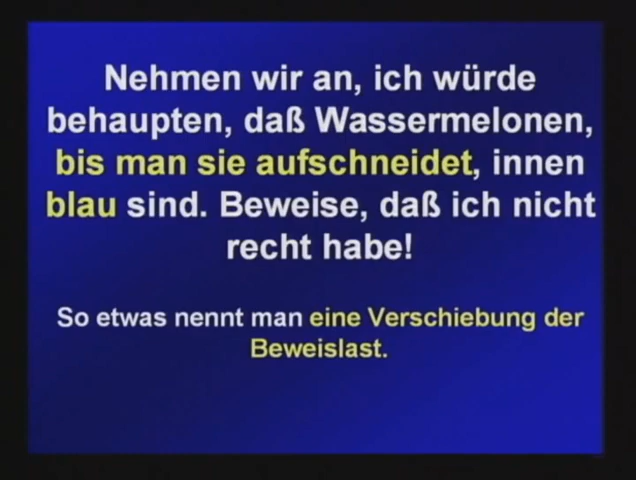 Nehmen wir an, ich würde
behaupten, daß Wassermelonen,
bis man sie aufschneidet, innen
blau sind. Beweise, daß ich nicht
recht habe!
So etwas nennt man eine Verschiebung der
Beweislast.